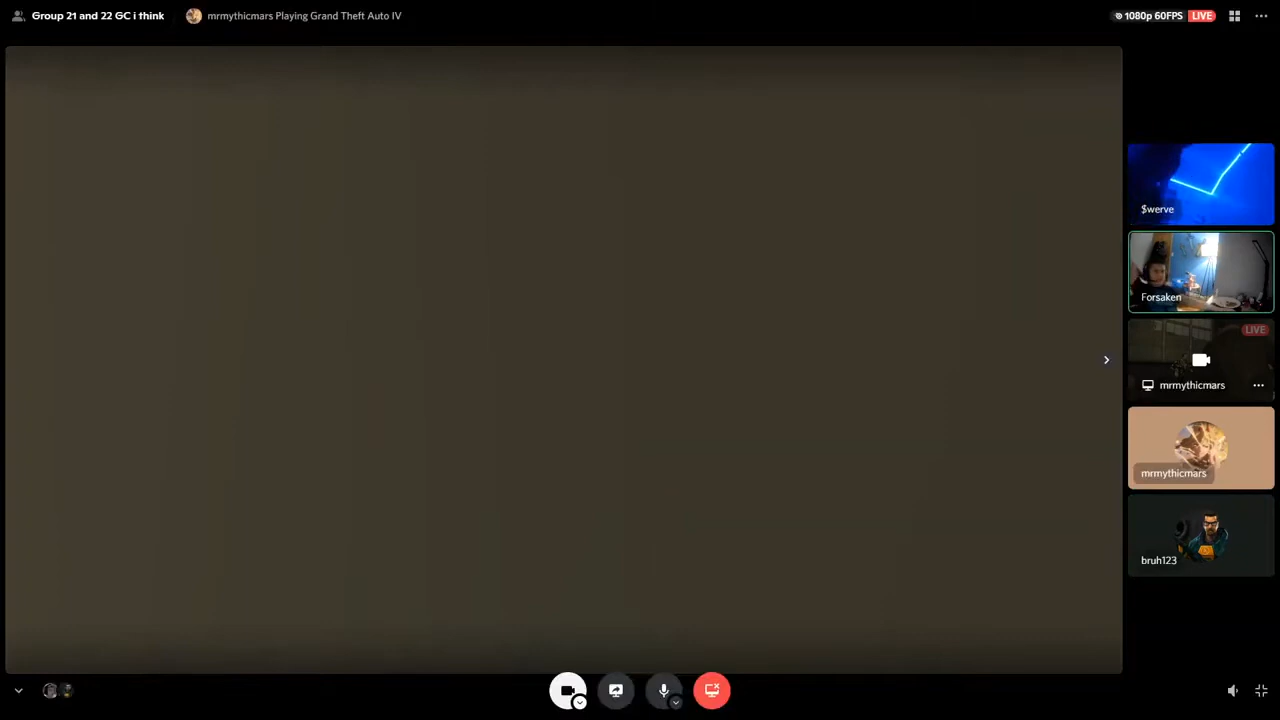 Group 21 and 22 GC i think
mrmythicmars Playing Grand Theft Auto IV
1080p 60FPS LIVE
$werve
Forsaken
LIVE
mrmythicmars
mrmythicmars
bruh123